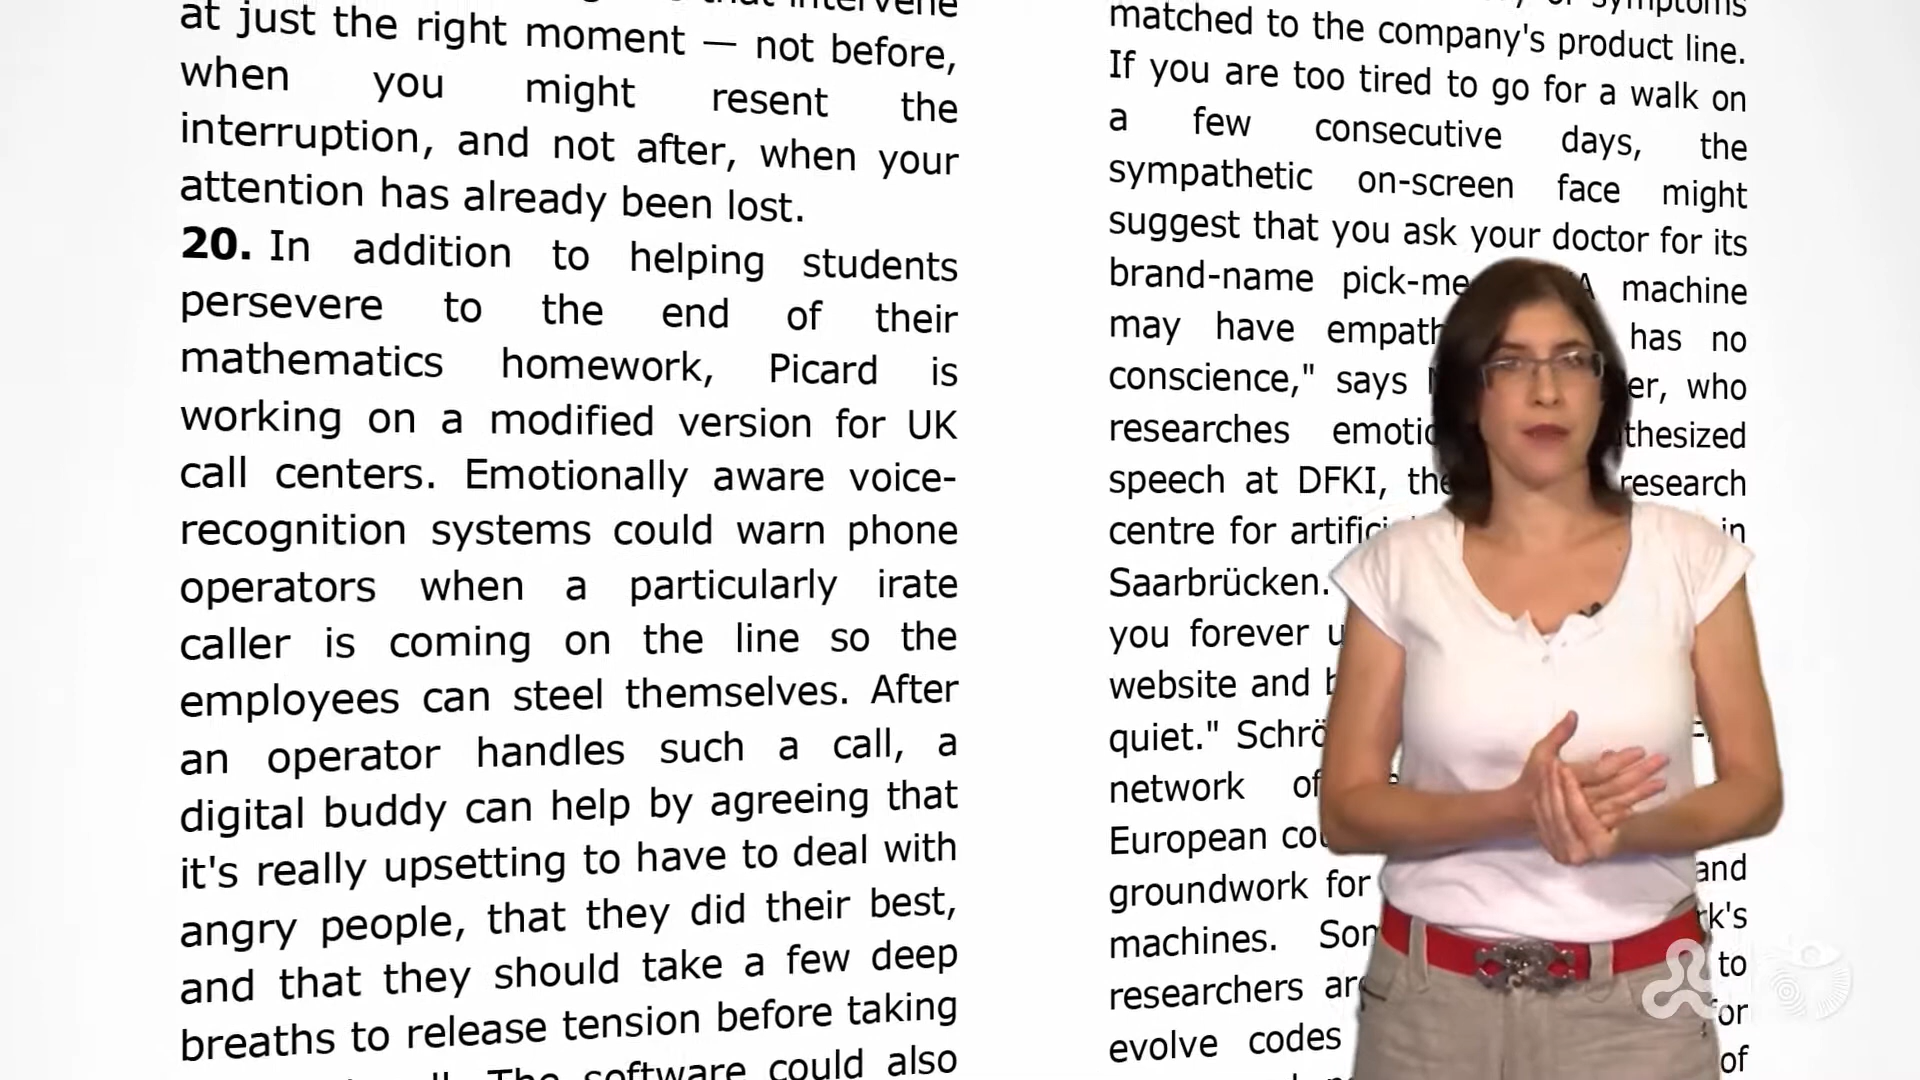 that intervene
at just the right moment — not before,
when you might resent the
interruption, and not after, when your
attention has already been lost.
20. In addition to helping students
persevere to the end of their
mathematics homework, Picard is
working on a modified version for UK
call centers. Emotionally aware voice-
recognition systems could warn phone
operators when a particularly irate
caller is coming on the line so the
employees can steel themselves. After
an operator handles such a call, a
digital buddy can help by agreeing that
it's really upsetting to have to deal with
angry people, that they did their best,
and that they should take a few deep
breaths to release tension before taking
The software could also
symptoms
matched to the company's product line.
If you are too tired to go for a walk on
a few consecutive days, the
sympathetic on-screen face might
suggest that you ask your doctor for its
brand-name pick-me A machine
may have has no
conscience," says who
researches
speech at DFKI, research
centre for in
Saarbrücken.
you forever
website and
quiet."
network of
European
groundwork for and
machines.
researchers to
evolve codes for
of